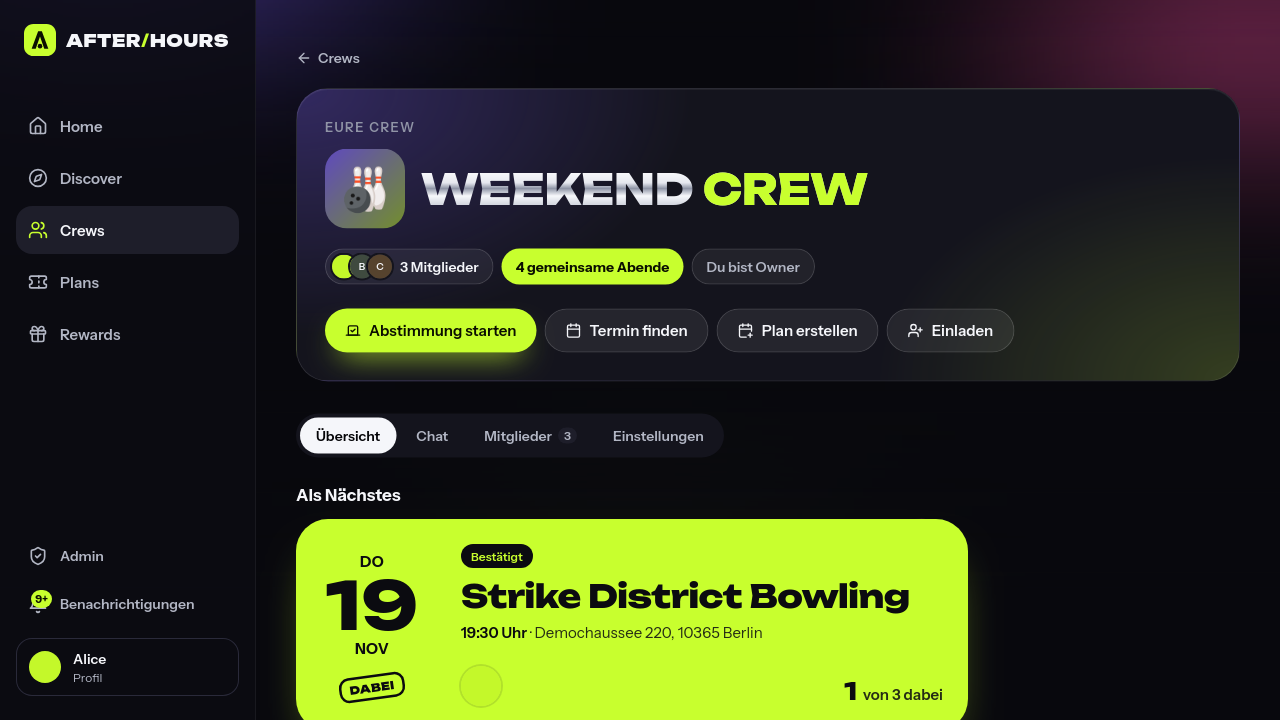 AFTER/HOURS
Home
Discover
Crews
Plans
Rewards
Admin
9+
Benachrichtigungen
Alice
Profil
Crews
EURE CREW
WEEKEND CREW
B C 3 Mitglieder
4 gemeinsame Abende
Du bist Owner
Abstimmung starten
Termin finden
Plan erstellen
Einladen
Übersicht
Chat
Mitglieder 3
Einstellungen
Als Nächstes
DO
19
NOV
DABEI
Bestätigt
Strike District Bowling
19:30 Uhr · Demochaussee 220, 10365 Berlin
1 von 3 dabei